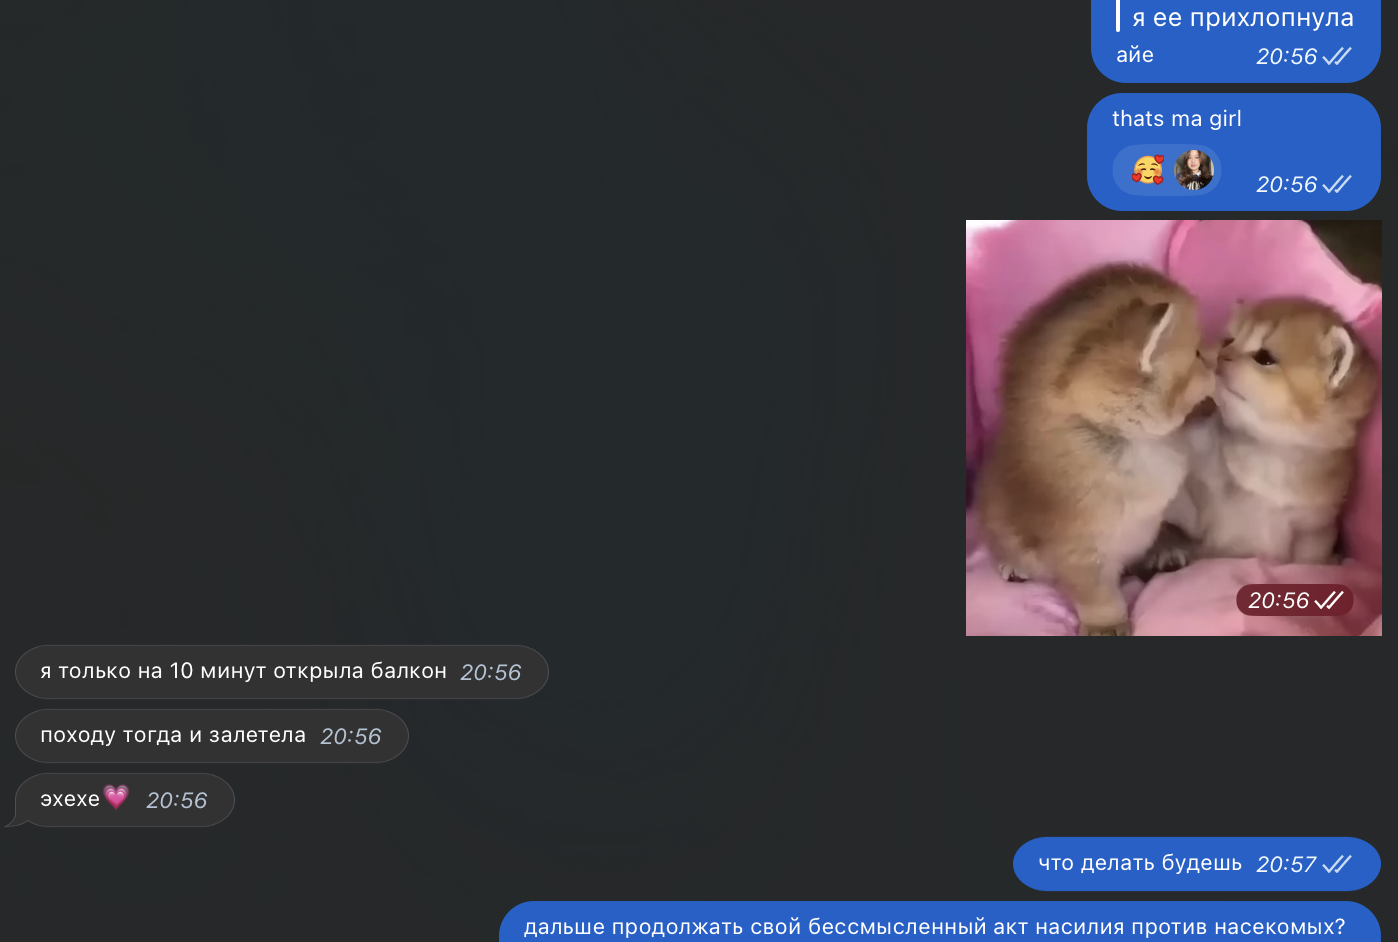 я ее прихлопнула
айе 20:56
thats ma girl
🥰 20:56
20:56
я только на 10 минут открыла балкон 20:56
походу тогда и залетела 20:56
эхехе💗 20:56
что делать будешь 20:57
дальше продолжать свой бессмысленный акт насилия против насекомых?